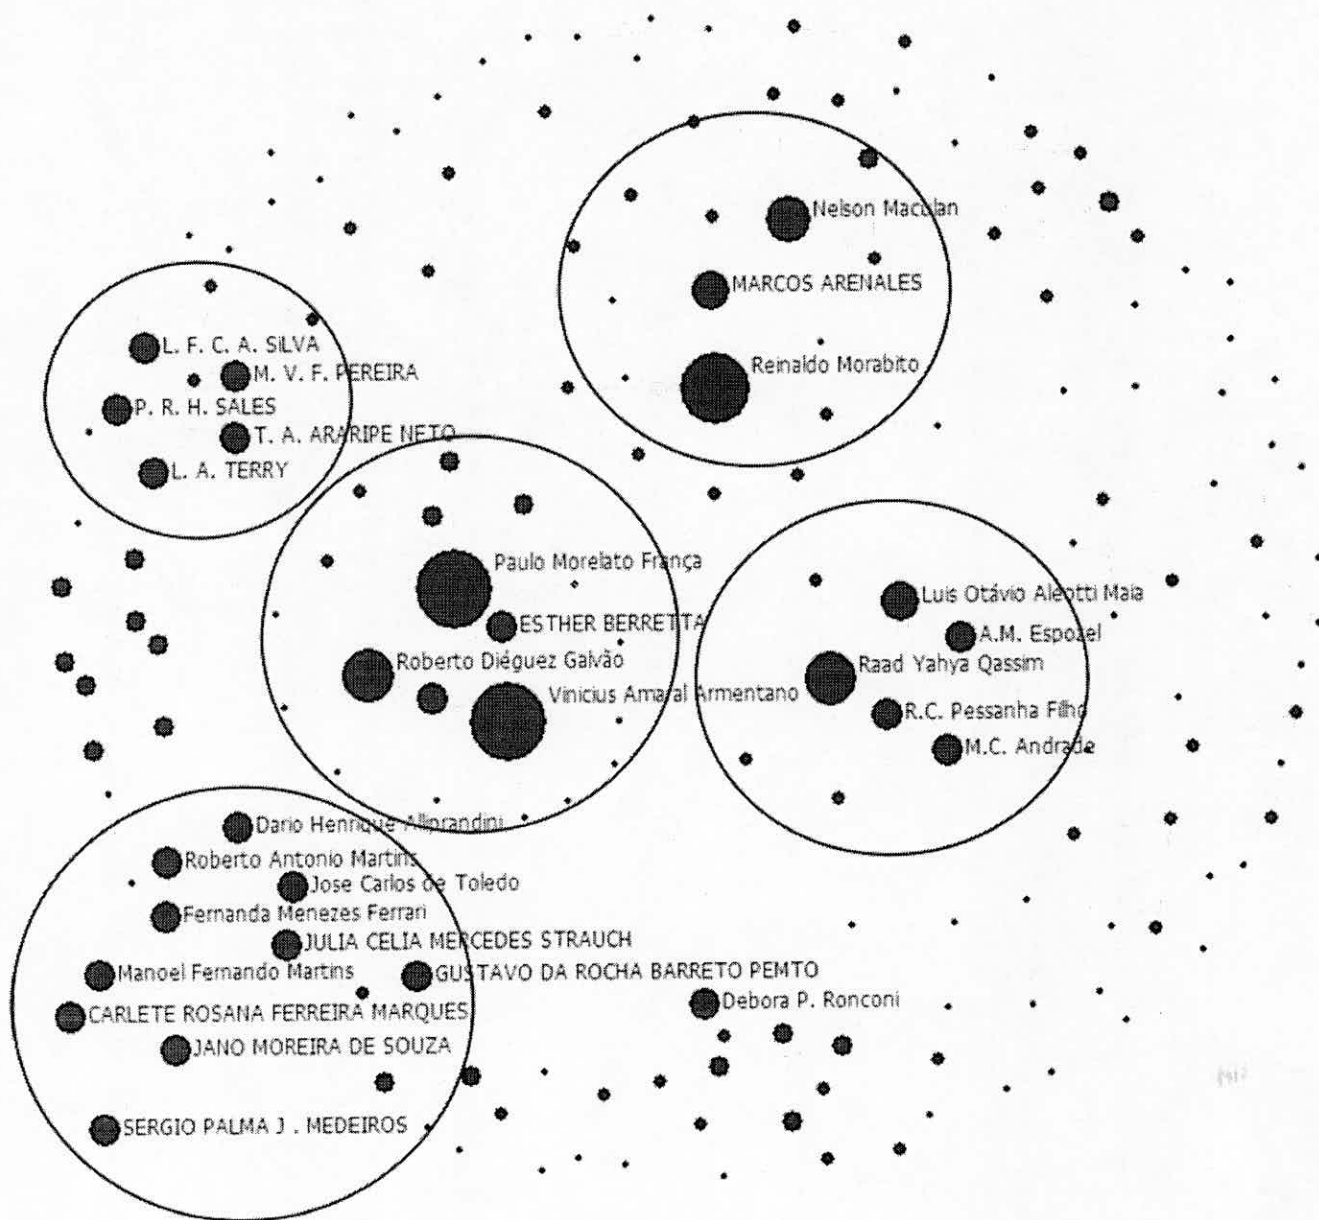 Nelson Maculan
MARCOS ARENALES
Reinaldo Morabito
L. F. C. A. SILVA
M. V. F. PEREIRA
P. R. H. SALES
T. A. ARARIPE NETO
L. A. TERRY
Paulo Morelato França
ESTHER BERRETTA
Roberto Diéguez Galvão
Vinicius Amaral Armentano
Luis Otávio Aleotti Maia
A.M. Espozel
Raad Yahya Qassim
R.C. Pessanha Filho
M.C. Andrade
Dario Henrique Alliprandini
Roberto Antonio Martins
Jose Carlos de Toledo
Fernanda Menezes Ferrari
JULIA CELIA MERCEDES STRAUCH
Manoel Fernando Martins
GUSTAVO DA ROCHA BARRETO PEMTO
CARLETE ROSANA FERREIRA MARQUES
Debora P. Ronconi
JANO MOREIRA DE SOUZA
SERGIO PALMA J . MEDEIROS